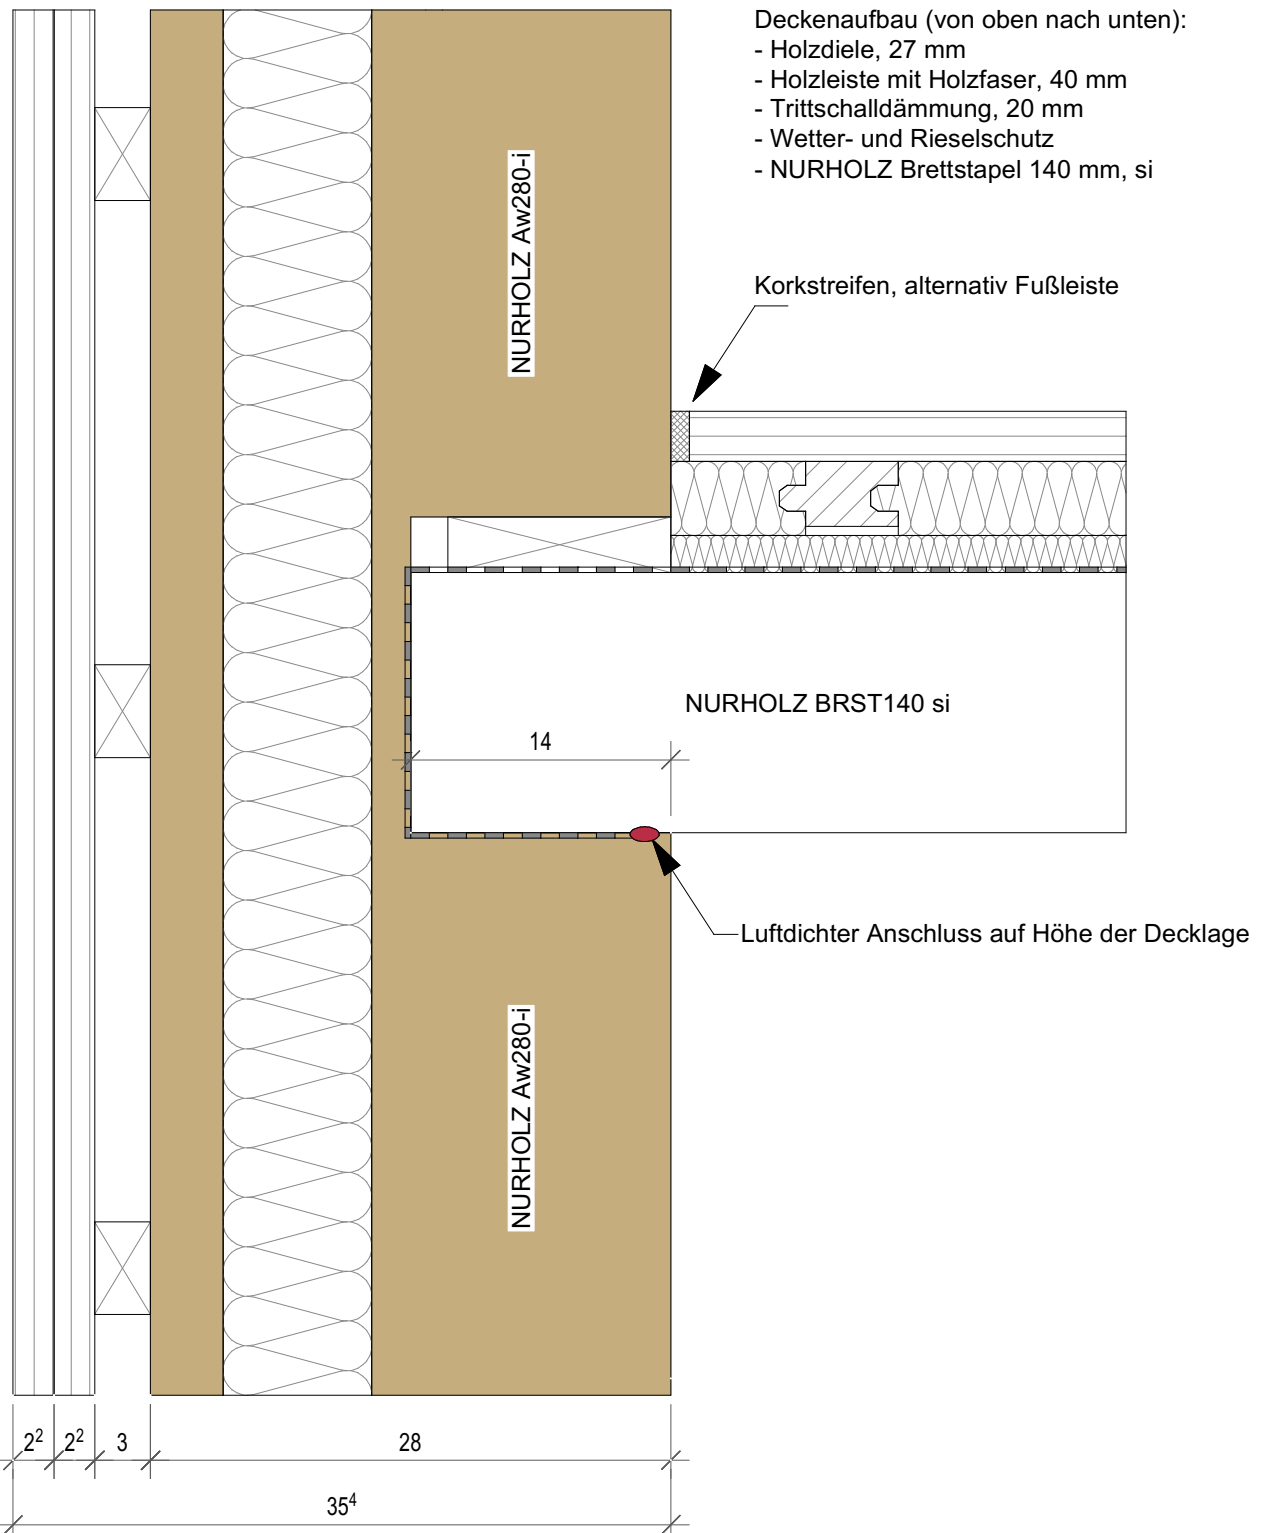 Deckenaufbau (von oben nach unten):
- Holzdiele, 27 mm
- Holzleiste mit Holzfaser, 40 mm
- Trittschalldämmung, 20 mm
- Wetter- und Rieselschutz
- NURHOLZ Brettstapel 140 mm, si
NURHOLZ Aw280-i
Korkstreifen, alternativ Fußleiste
NURHOLZ BRST140 si
14
Luftdichter Anschluss auf Höhe der Decklage
NURHOLZ Aw280-i
2² 2² 3 28
35⁴